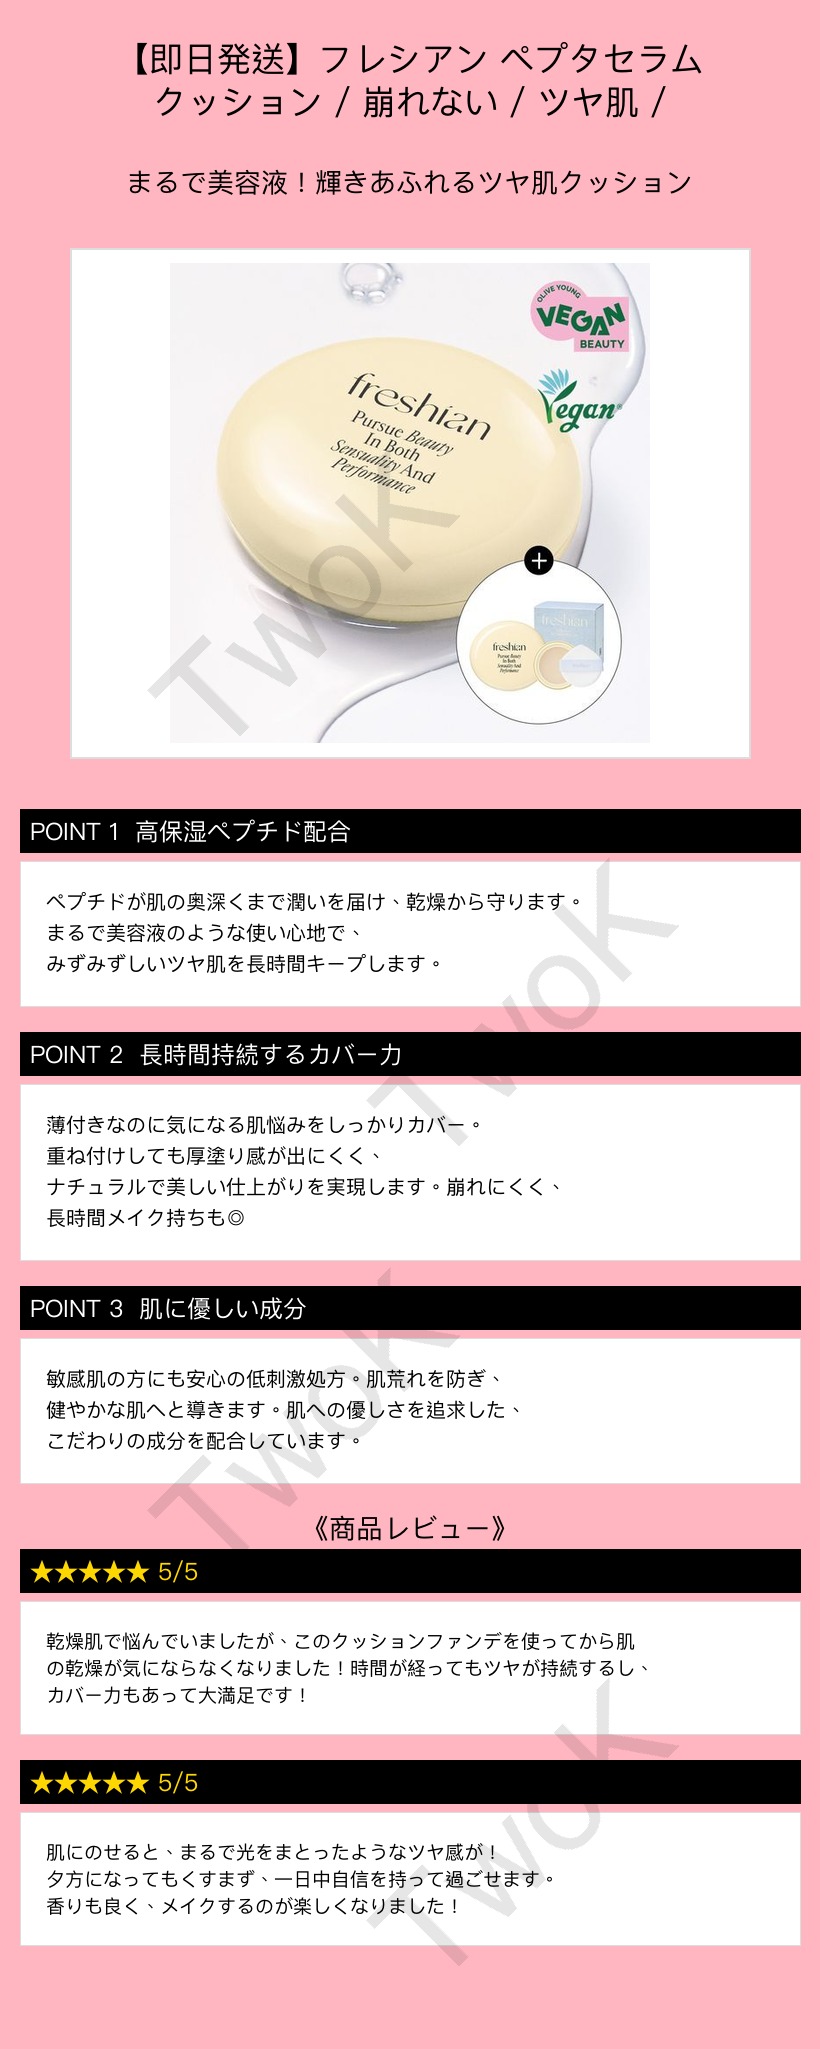 【即日発送】フレシアン ペプタセラム
クッション / 崩れない / ツヤ肌 /
まるで美容液！輝きあふれるツヤ肌クッション
OLIVE YOUNG
VEGAN
BEAUTY
Vegan
freshian
Pursue Beauty
In Both
Sensuality And
Performance
+
freshian
freshian
Pursue Beauty
In Both
Sensuality And
Performance
TwoK
POINT 1 高保湿ペプチド配合
ペプチドが肌の奥深くまで潤いを届け、乾燥から守ります。
まるで美容液のような使い心地で、
みずみずしいツヤ肌を長時間キープします。
TwoK
POINT 2 長時間持続するカバー力
薄付きなのに気になる肌悩みをしっかりカバー。
重ね付けしても厚塗り感が出にくく、
ナチュラルで美しい仕上がりを実現します。崩れにくく、
長時間メイク持ちも◎
POINT 3 肌に優しい成分
敏感肌の方にも安心の低刺激処方。肌荒れを防ぎ、
健やかな肌へと導きます。肌への優しさを追求した、
こだわりの成分を配合しています。
TwoK
《商品レビュー》
★★★★★ 5/5
乾燥肌で悩んでいましたが、このクッションファンデを使ってから肌
の乾燥が気にならなくなりました！時間が経ってもツヤが持続するし、
カバー力もあって大満足です！
★★★★★ 5/5
肌にのせると、まるで光をまとったようなツヤ感が！
夕方になってもくすまず、一日中自信を持って過ごせます。
香りも良く、メイクするのが楽しくなりました！
TwoK